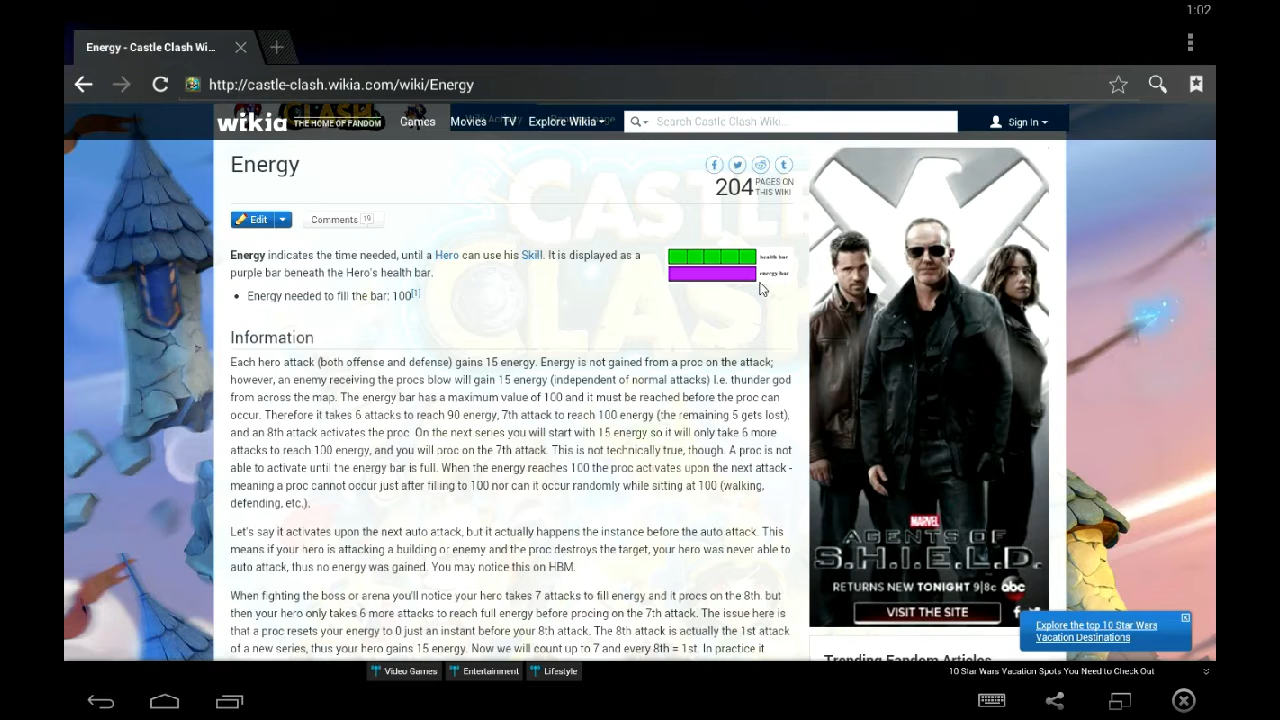 1:02
Energy - Castle Clash Wi...
http://castle-clash.wikia.com/wiki/Energy
wikia THE HOME OF FANDOM Games Movies TV Explore Wikia Search Castle Clash Wiki... Sign In
Energy
204 PAGES ON THIS WIKI
Edit Comments 19
Energy indicates the time needed, until a Hero can use his Skill. It is displayed as a
purple bar beneath the Hero's health bar.
health bar
energy bar
• Energy needed to fill the bar: 100[1]
Information
Each hero attack (both offense and defense) gains 15 energy. Energy is not gained from a proc on the attack;
however, an enemy receiving the procs blow will gain 15 energy (independent of normal attacks) I.e. thunder god
from across the map. The energy bar has a maximum value of 100 and it must be reached before the proc can
occur. Therefore it takes 6 attacks to reach 90 energy, 7th attack to reach 100 energy (the remaining 5 gets lost),
and an 8th attack activates the proc. On the next series you will start with 15 energy so it will only take 6 more
attacks to reach 100 energy, and you will proc on the 7th attack. This is not technically true, though. A proc is not
able to activate until the energy bar is full. When the energy reaches 100 the proc activates upon the next attack -
meaning a proc cannot occur just after filling to 100 nor can it occur randomly while sitting at 100 (walking,
defending, etc.).
Let's say it activates upon the next auto attack, but it actually happens the instance before the auto attack. This
means if your hero is attacking a building or enemy and the proc destroys the target, your hero was never able to
auto attack, thus no energy was gained. You may notice this on HBM.
When fighting the boss or arena you'll notice your hero takes 7 attacks to fill energy and it procs on the 8th. but
then your hero only takes 6 more attacks to reach full energy before procing on the 7th attack. The issue here is
that a proc resets your energy to 0 just an instant before your 8th attack. The 8th attack is actually the 1st attack
of a new series, thus your hero gains 15 energy. Now we will count up to 7 and every 8th = 1st. In practice it
CASTLE
CLASH
MARVEL
AGENTS OF
S.H.I.E.L.D.
RETURNS NEW TONIGHT 9|8c abc
VISIT THE SITE
Explore the top 10 Star Wars
Vacation Destinations
Trending Fandom Articles
Video Games Entertainment Lifestyle
10 Star Wars Vacation Spots You Need to Check Out